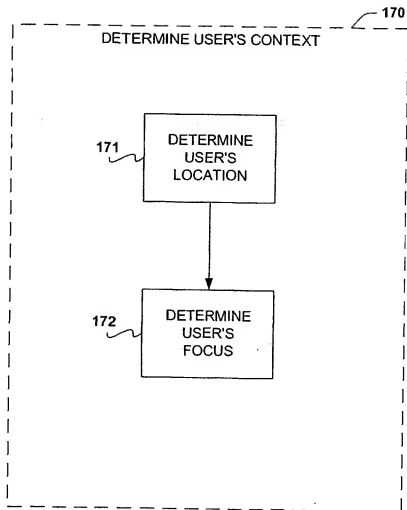 170
DETERMINE USER'S CONTEXT
171
DETERMINE
USER'S
LOCATION
172
DETERMINE
USER'S
FOCUS